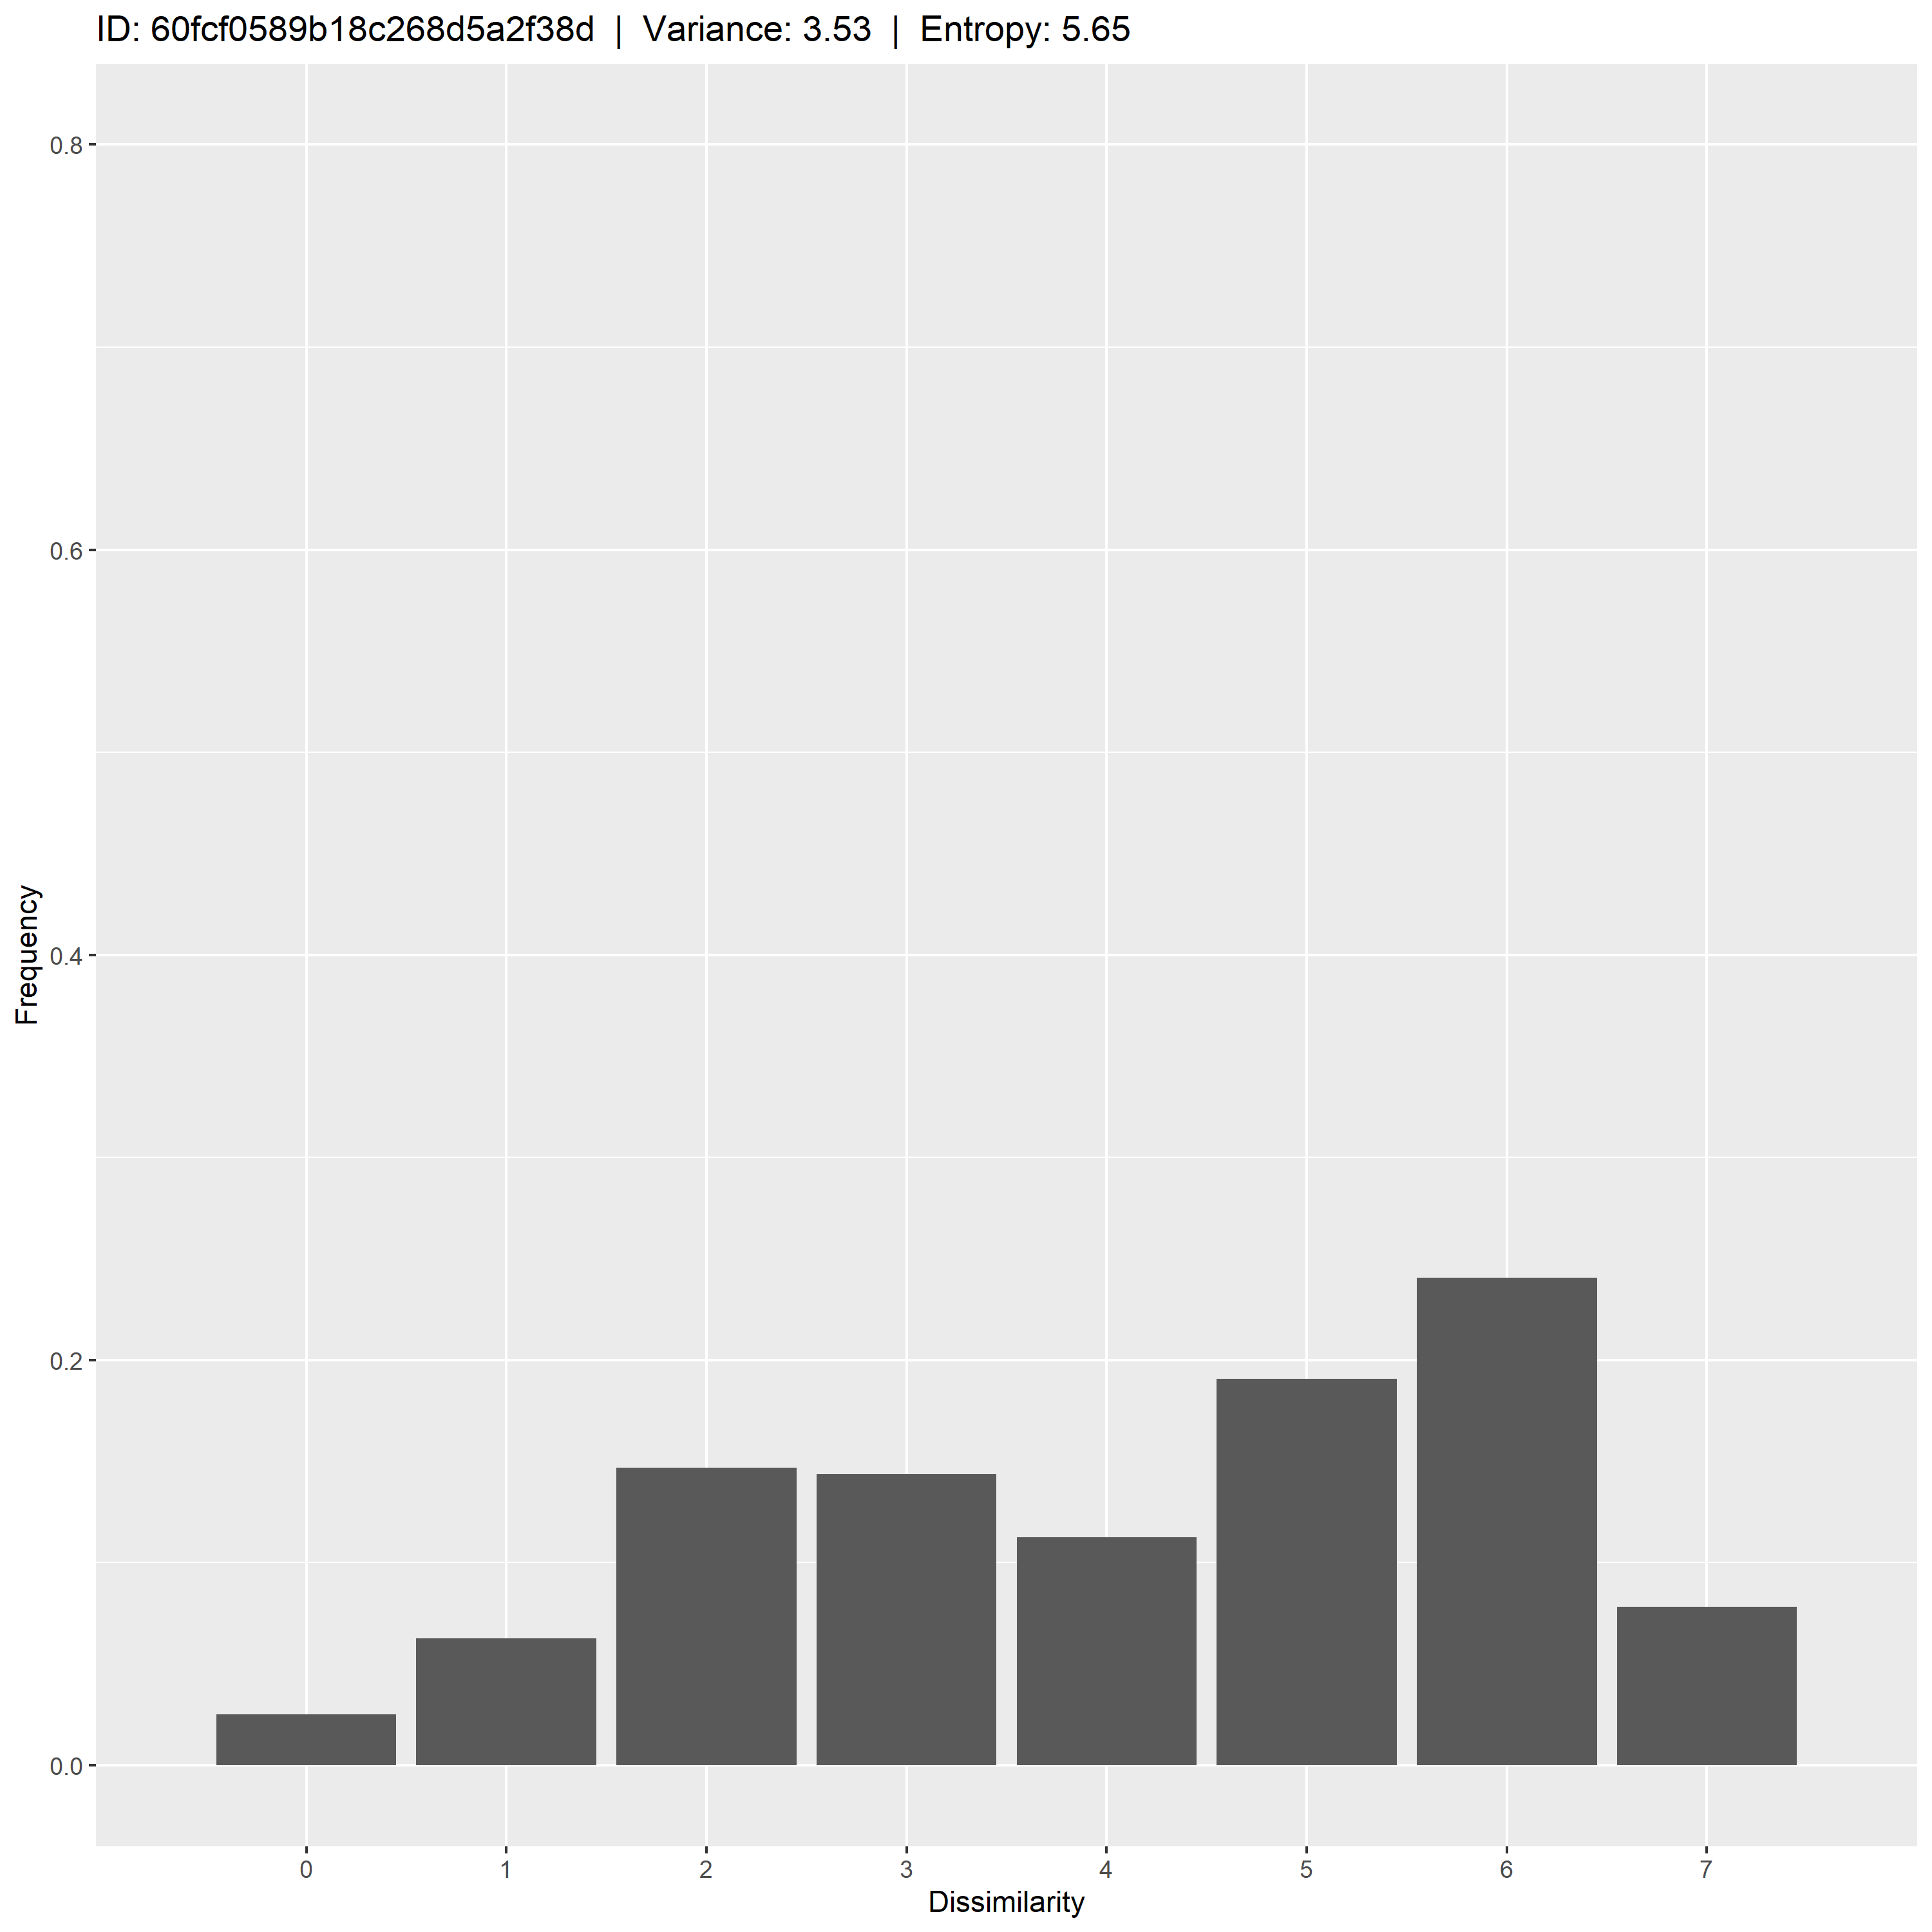 ID: 60fcf0589b18c268d5a2f38d | Variance: 3.53 | Entropy: 5.65
0.8
0.6
0.4
0.2
0.0
Frequency
0 1 2 3 4 5 6 7
Dissimilarity